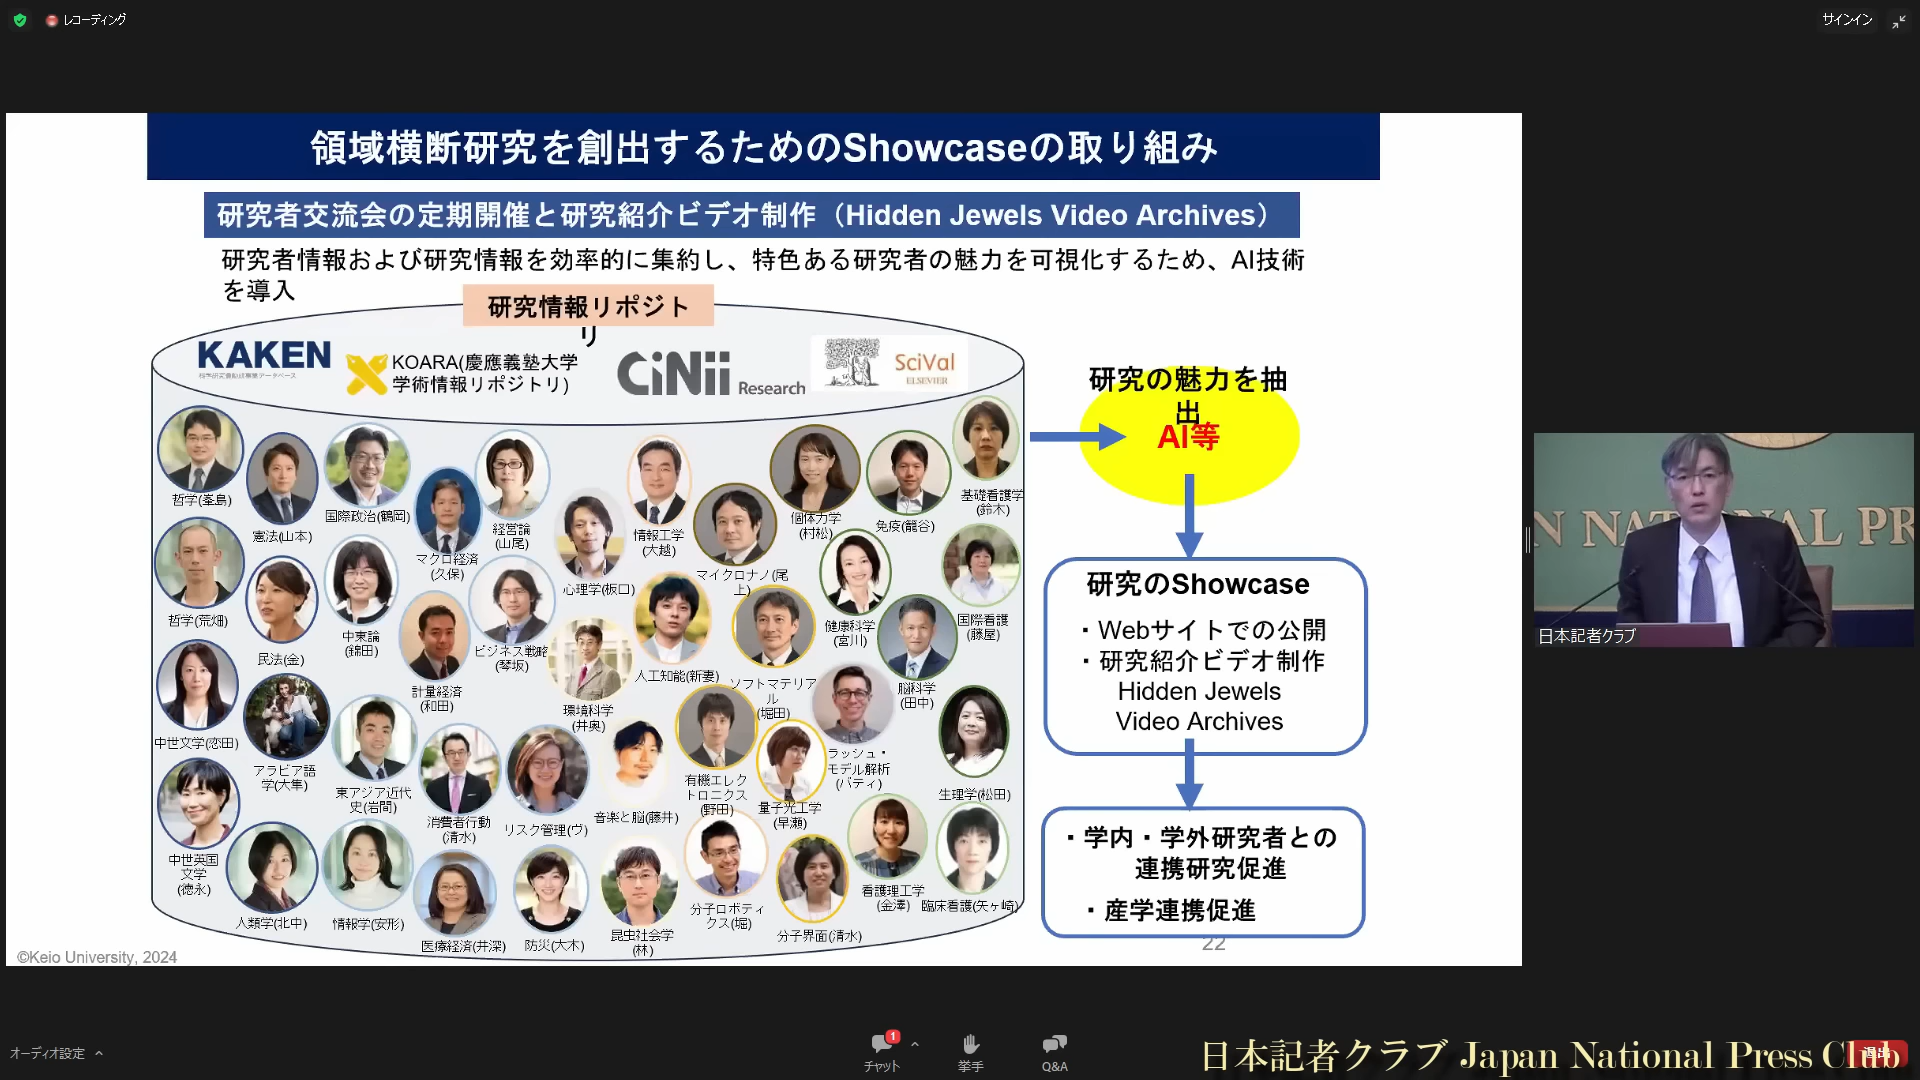 レコーディング
サインイン
領域横断研究を創出するためのShowcaseの取り組み
研究者交流会の定期開催と研究紹介ビデオ制作（Hidden Jewels Video Archives）
研究者情報および研究情報を効率的に集約し、特色ある研究者の魅力を可視化するため、AI技術
を導入
研究情報リポジト
リ
KAKEN
KOARA(慶應義塾大学
学術情報リポジトリ)
CiNii Research
SciVal
ELSEVIER
哲学(峯島)
憲法(山本)
国際政治(鶴岡)
マクロ経済
(久保)
経営論
(山尾)
心理学(板口)
情報工学
(大越)
マイクロナノ(尾
上)
個体力学
(村松)
免疫(籠谷)
基礎看護学
(鈴木)
哲学(荒畑)
民法(金)
中東論
(錦田)
計量経済
(和田)
ビジネス戦略
(琴坂)
環境科学
(井奥)
人工知能(新妻)
ソフトマテリア
ル
(堀田)
健康科学
(宮川)
脳科学
(田中)
国際看護
(藤屋)
中世文学(恋田)
アラビア語
学(大隼)
東アジア近代
史(岩間)
消費者行動
(清水)
リスク管理(ヴ)
音楽と脳(藤井)
有機エレク
トロニクス
(野田)
量子光工学
(早瀬)
ラッシュ・
モデル解析
(バティ)
生理学(松田)
中世英国
文学
(徳永)
人類学(北中)
情報学(安形)
医療経済(井深)
防災(大木)
昆虫社会学
(林)
分子ロボティ
クス(堀)
分子界面(清水)
看護理工学
(金澤)
臨床看護(矢ヶ崎)
研究の魅力を抽
出
AI等
研究のShowcase
・Webサイトでの公開
・研究紹介ビデオ制作
Hidden Jewels
Video Archives
・学内・学外研究者との
連携研究促進
・産学連携促進
22
©Keio University, 2024
N NATIONAL PR
日本記者クラブ
オーディオ設定
チャット
1
挙手
Q&A
退出
日本記者クラブ Japan National Press Club